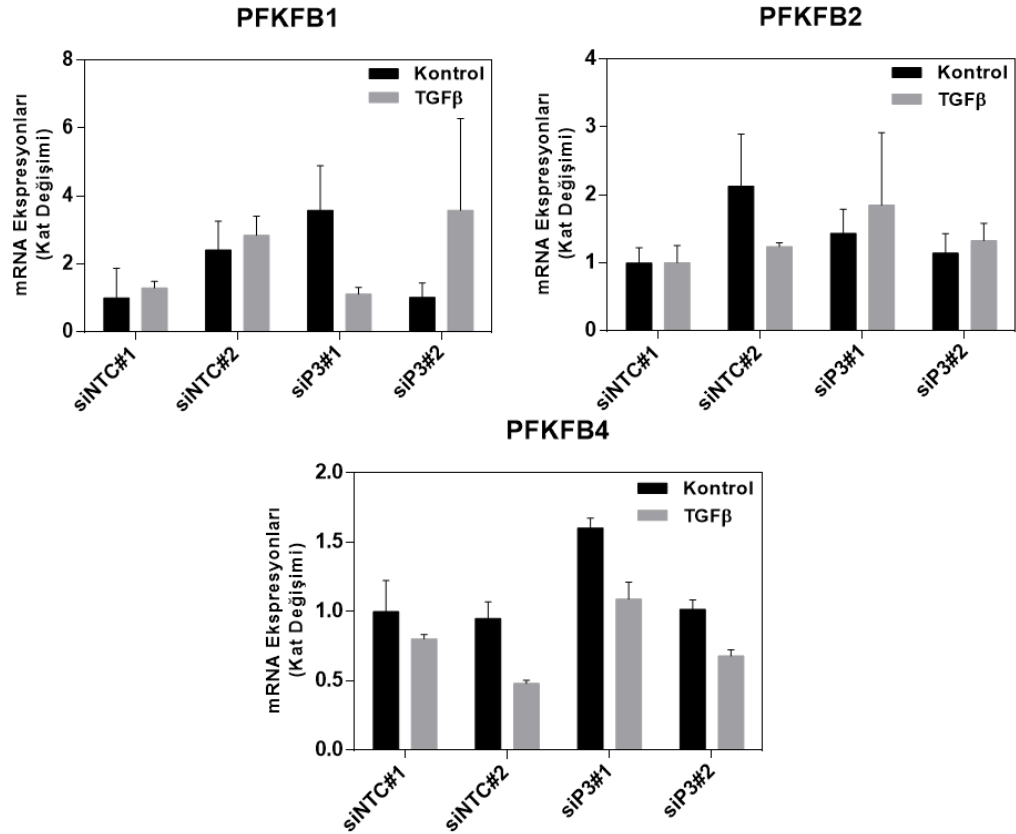 PFKFB1
mRNA Ekspresyonları
(Kat Değişimi)
8
6
4
2
0
Kontrol
TGFβ
siNTC#1
siNTC#2
siP3#1
siP3#2
PFKFB2
mRNA Ekspresyonları
(Kat Değişimi)
4
3
2
1
0
Kontrol
TGFβ
siNTC#1
siNTC#2
siP3#1
siP3#2
PFKFB4
mRNA Ekspresyonları
(Kat Değişimi)
2.0
1.5
1.0
0.5
0.0
Kontrol
TGFβ
siNTC#1
siNTC#2
siP3#1
siP3#2